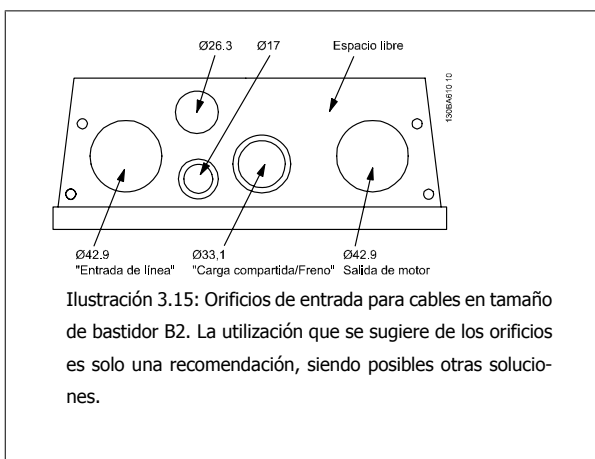 Ø26.3 Ø17 Espacio libre
130BA610 10
Ø42.9 Ø33,1 Ø42.9
"Entrada de línea" "Carga compartida/Freno" Salida de motor
Ilustración 3.15: Orificios de entrada para cables en tamaño
de bastidor B2. La utilización que se sugiere de los orificios
es solo una recomendación, siendo posibles otras solucio-
nes.